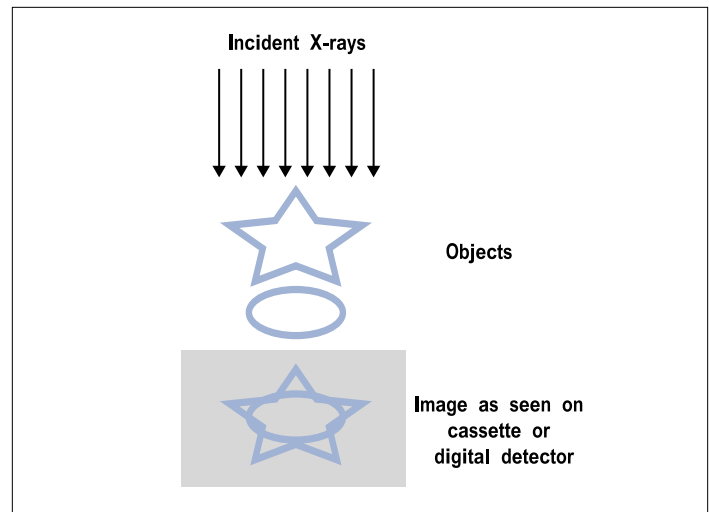 Incident X-rays
Objects
Image as seen on
cassette or
digital detector